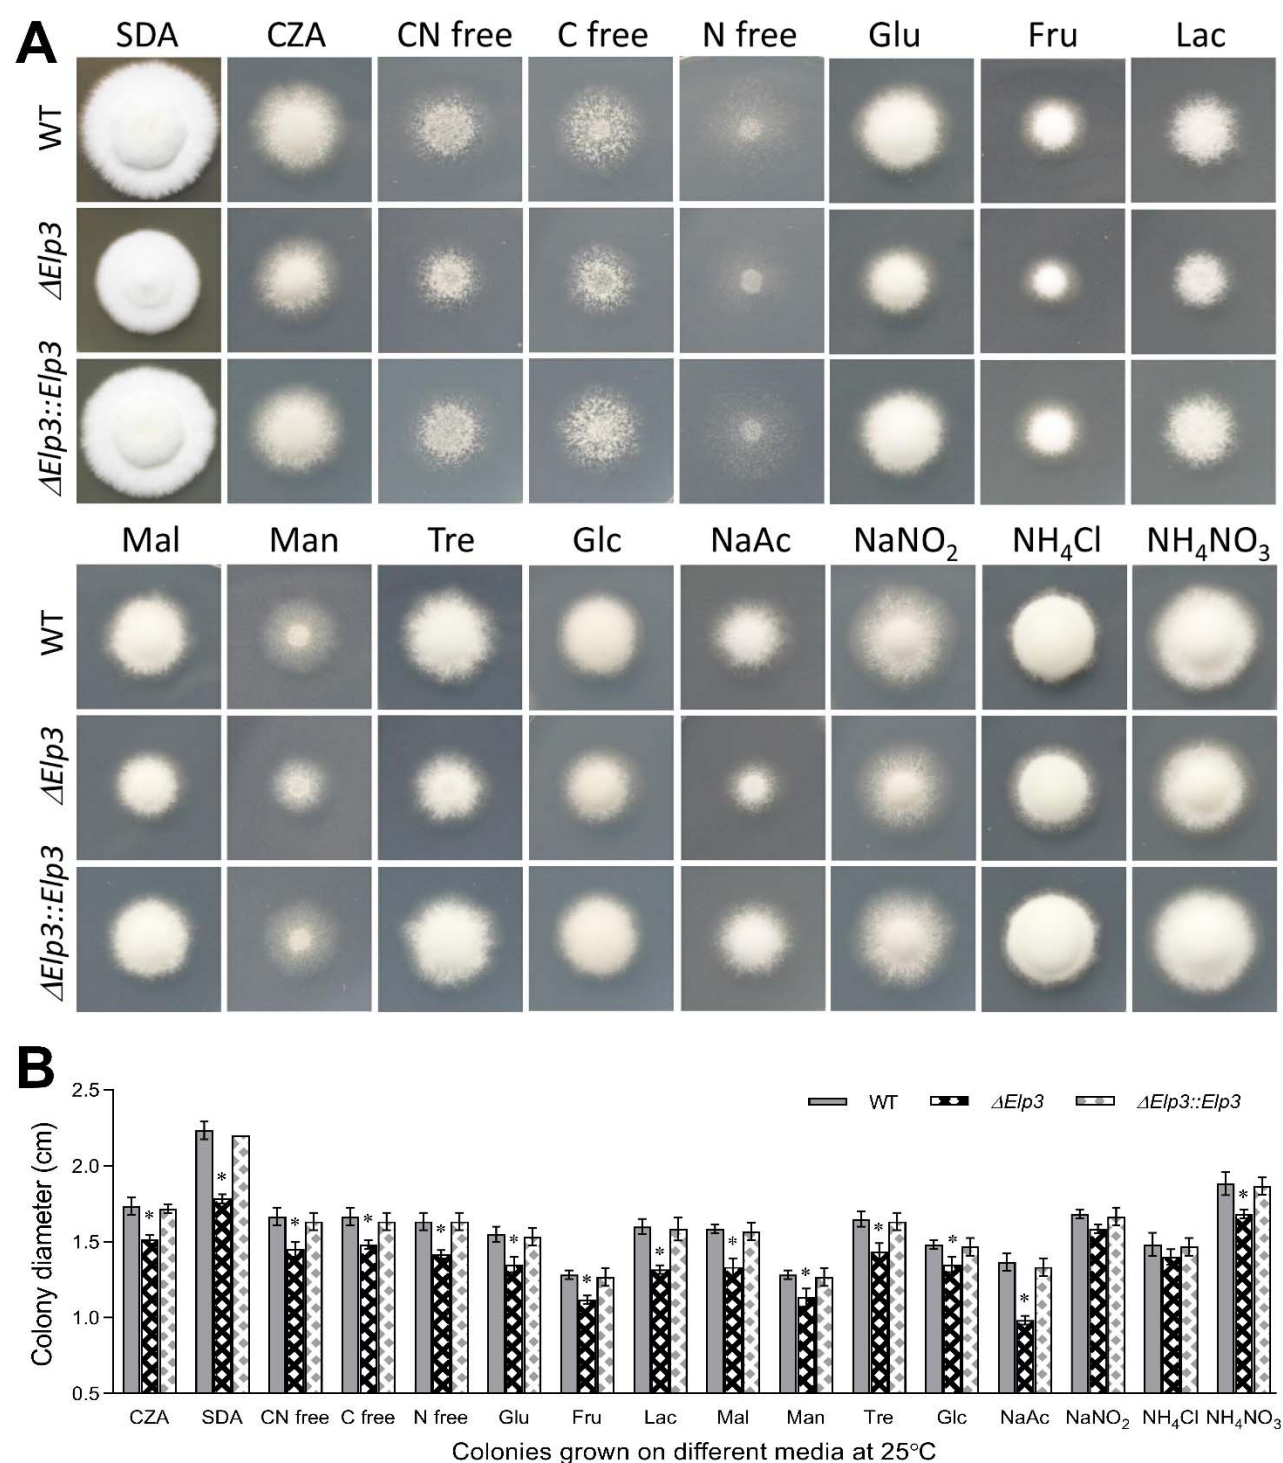 A
SDA CZA CN free C free N free Glu Fru Lac
WT
ΔElp3
ΔElp3::Elp3
Mal Man Tre Glc NaAc NaNO₂ NH₄Cl NH₄NO₃
WT
ΔElp3
ΔElp3::Elp3
B
WT ΔElp3 ΔElp3::Elp3
Colony diameter (cm)
2.5
2.0
1.5
1.0
0.5
* * * * * * * * * * * * * *
CZA SDA CN free C free N free Glu Fru Lac Mal Man Tre Glc NaAc NaNO₂ NH₄Cl NH₄NO₃
Colonies grown on different media at 25°C